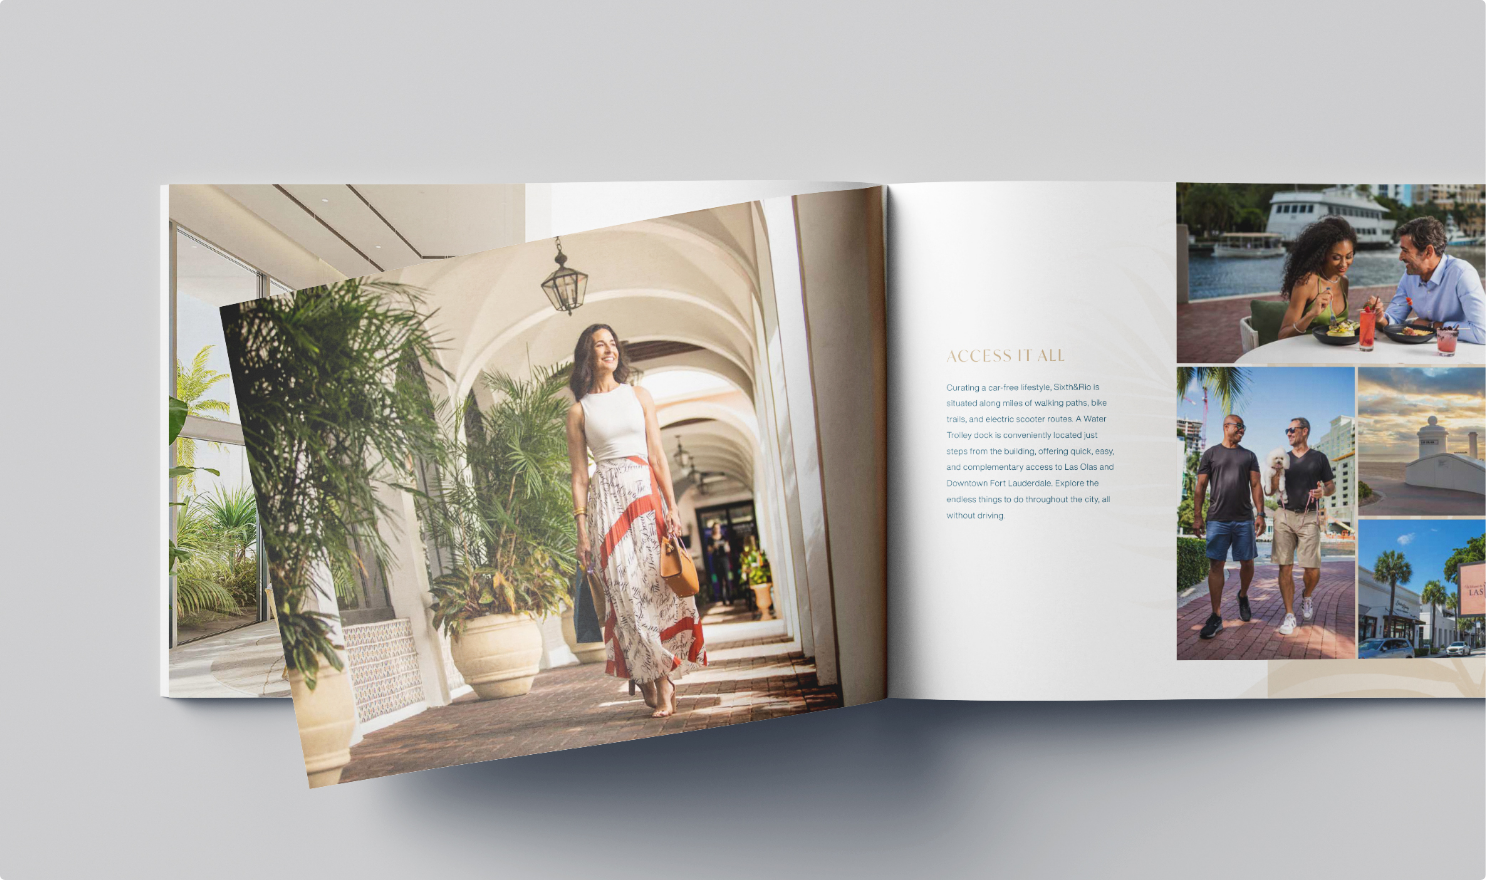 ACCESS IT ALL
Curating a car-free lifestyle, Sixth&Rio is
situated along miles of walking paths, bike
trails, and electric scooter routes. A Water
Trolley dock is conveniently located just
steps from the building, offering quick, easy,
and complementary access to Las Olas and
Downtown Fort Lauderdale. Explore the
endless things to do throughout the city, all
without driving.
LAS